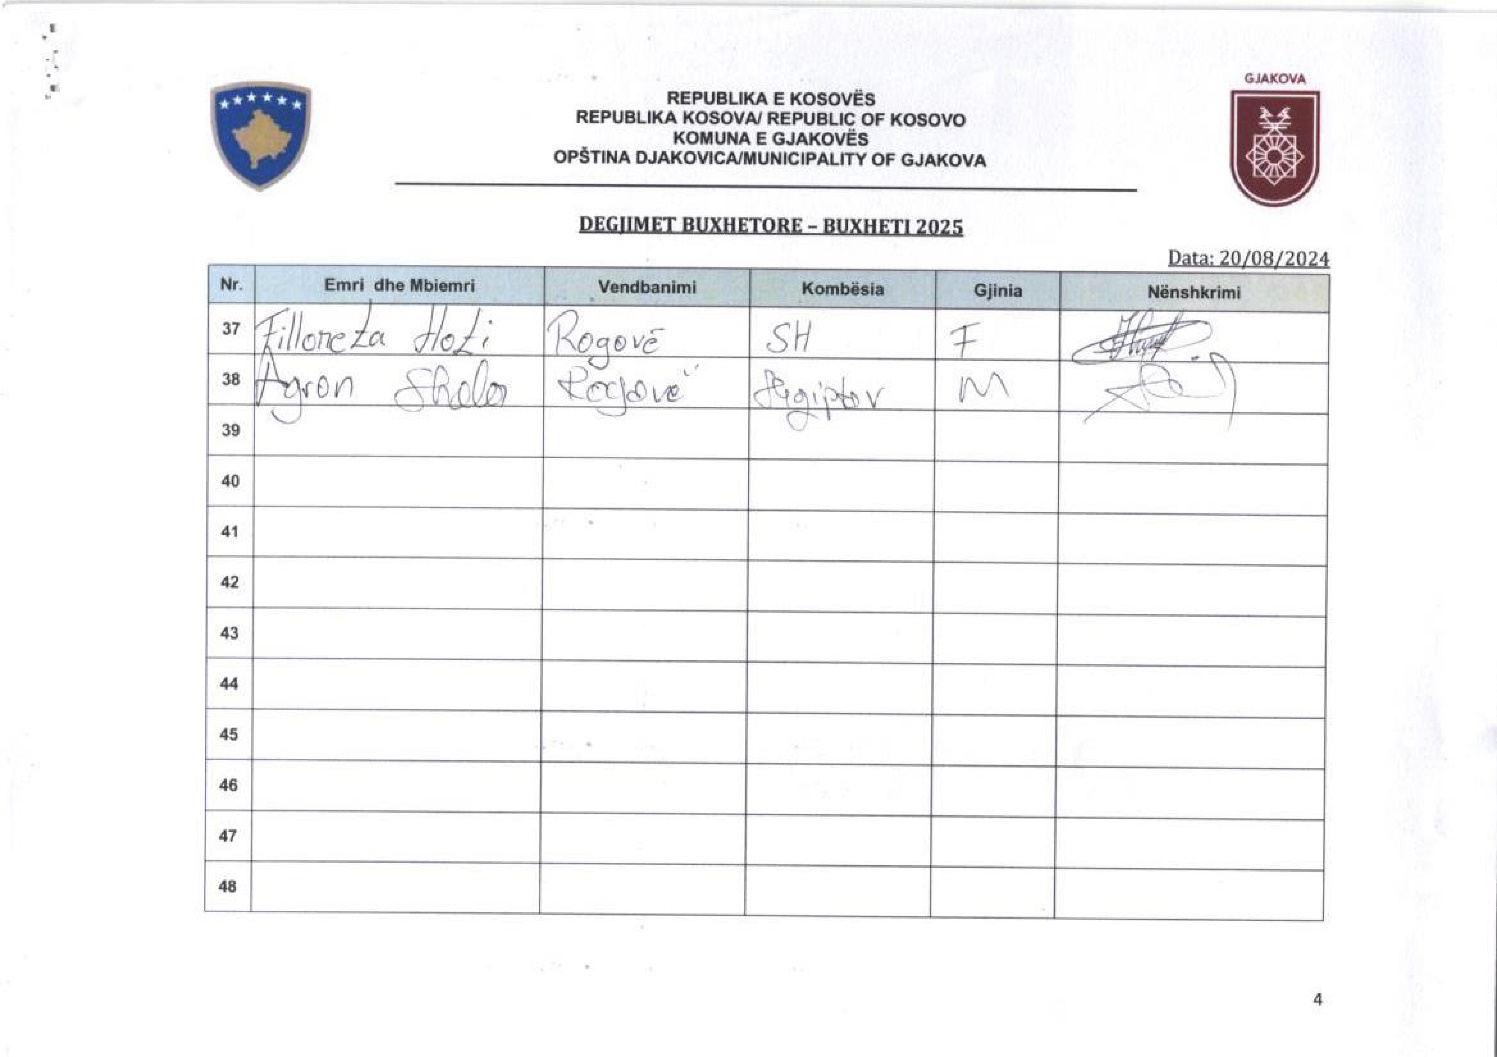 GJAKOVA
REPUBLIKA E KOSOVËS
REPUBLIKA KOSOVA/ REPUBLIC OF KOSOVO
KOMUNA E GJAKOVËS
OPŠTINA DJAKOVICA/MUNICIPALITY OF GJAKOVA
DEGJIMET BUXHETORE – BUXHETI 2025
Data: 20/08/2024
Nr. Emri dhe Mbiemri Vendbanimi Kombësia Gjinia Nënshkrimi
37 Filloreta Hoti Rogovë SH F
38 Agron Shala Rogovë M
39
40
41
42
43
44
45
46
47
48
4